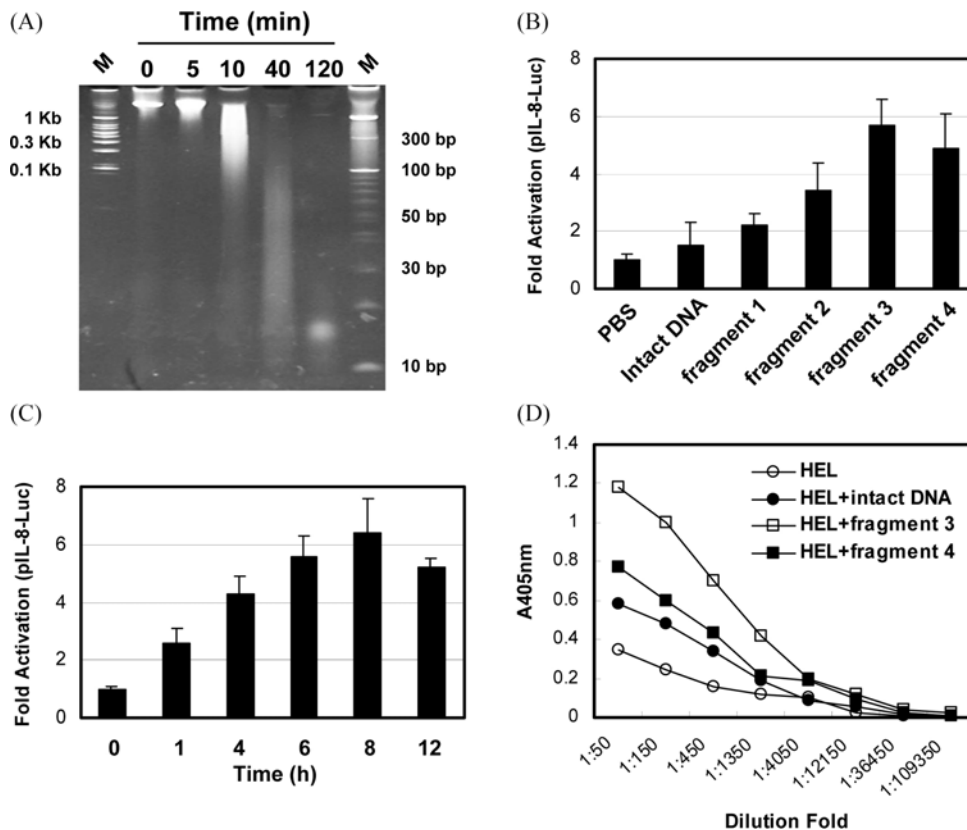 (A)
Time (min)
M 0 5 10 40 120 M
1 Kb
0.3 Kb
0.1 Kb
300 bp
100 bp
50 bp
30 bp
10 bp
(B)
Fold Activation (pIL-8-Luc)
8
6
4
2
0
PBS
Intact DNA
fragment 1
fragment 2
fragment 3
fragment 4
(C)
Fold Activation (pIL-8-Luc)
8
6
4
2
0
0 1 4 6 8 12
Time (h)
(D)
A405nm
1.4
1.2
1
0.8
0.6
0.4
0.2
0
HEL
HEL+intact DNA
HEL+fragment 3
HEL+fragment 4
1:50
1:150
1:450
1:1350
1:4050
1:12150
1:36450
1:109350
Dilution Fold